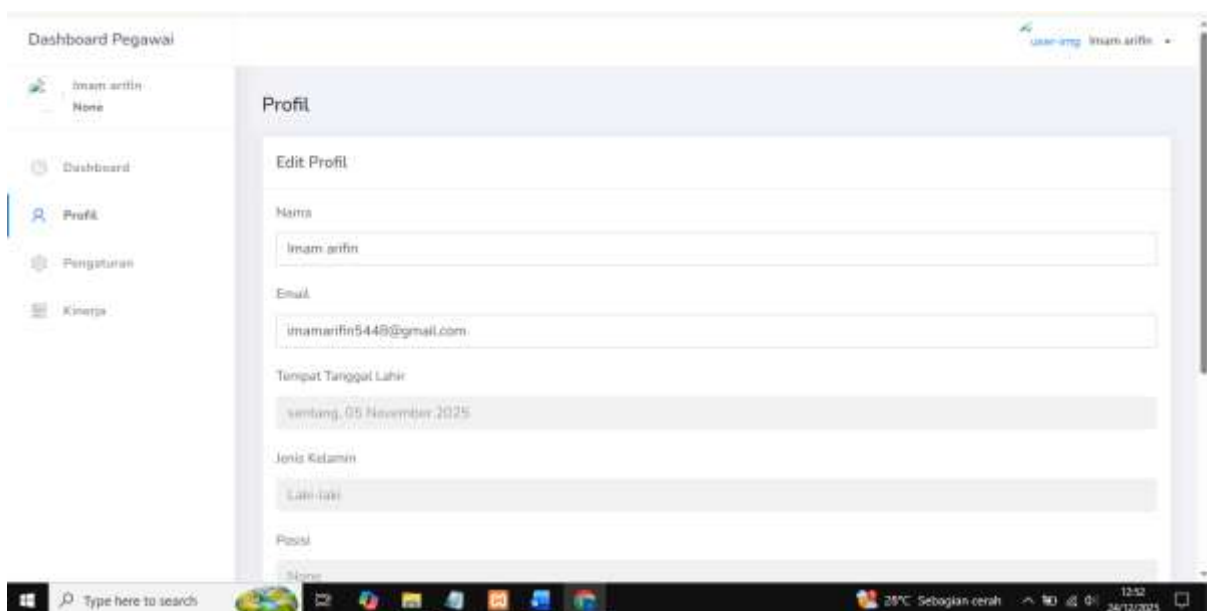 Dashboard Pegawai
user-img Imam arifin
Imam arifin
None
Profil
Dashboard
Profil
Pengaturan
Kinerja
Edit Profil
Nama
Imam arifin
Email
imamarifin5448@gmail.com
Tempat Tanggal Lahir
sentang, 05 November 2025
Jenis Kelamin
Laki-laki
Posisi
None
Type here to search
28°C Sebagian cerah
12:52
24/12/2025